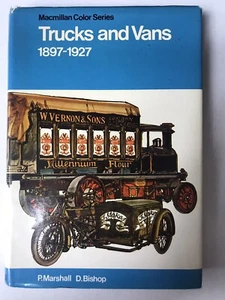 Macmillan Color Series
Trucks and Vans
1897-1927
W. VERNON & SONS
Millennium Flour
P. Marshall D. Bishop